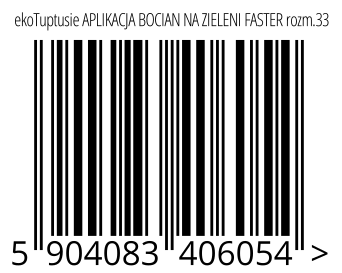 ekoTuptusie APLIKACJA BOCIAN NA ZIELENI FASTER rozm.33
5 904083 406054 >